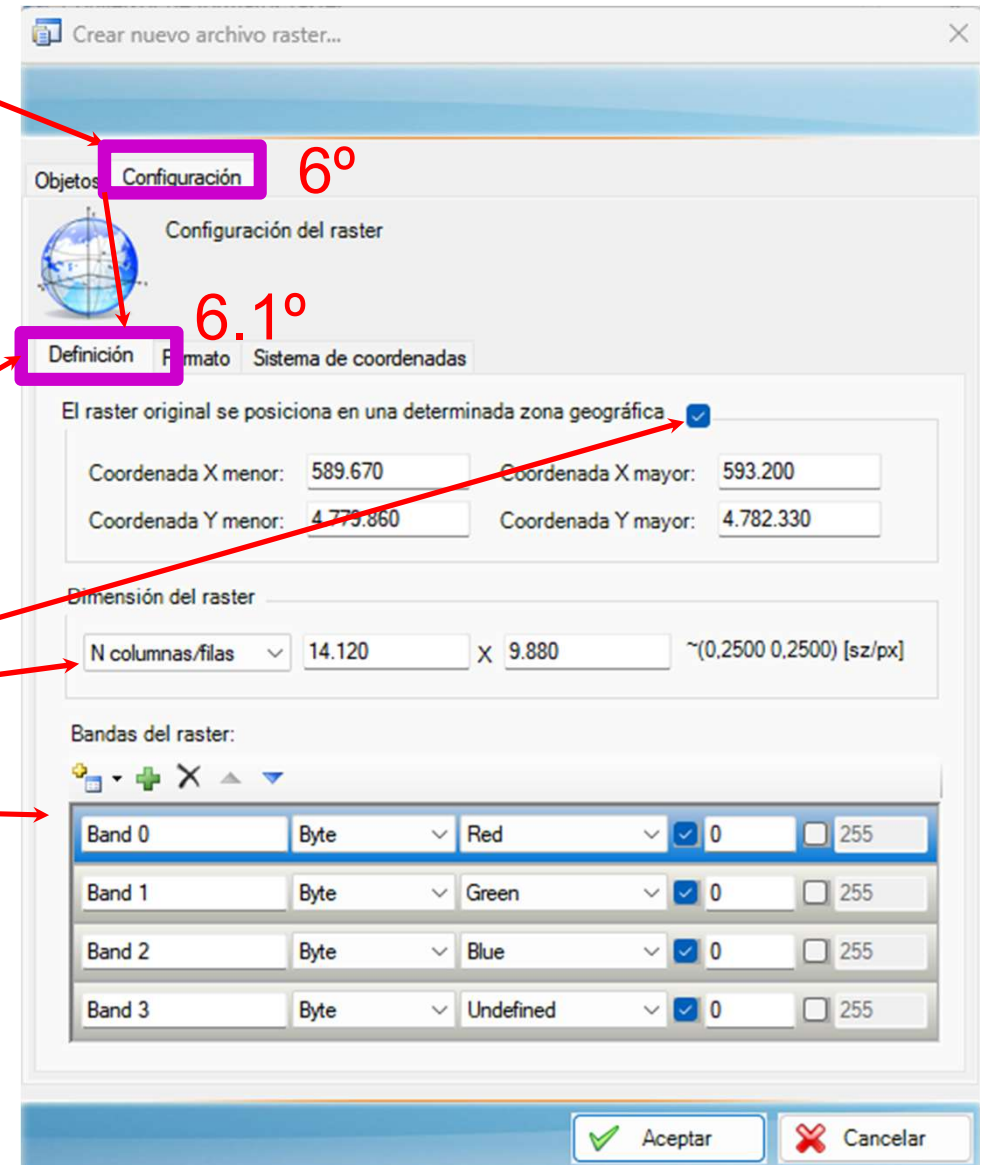 Crear nuevo archivo raster...
6º
Objetos Configuración
Configuración del raster
6.1º
Definición Formato Sistema de coordenadas
El raster original se posiciona en una determinada zona geográfica
Coordenada X menor: 589.670 Coordenada X mayor: 593.200
Coordenada Y menor: 4.779.860 Coordenada Y mayor: 4.782.330
Dimensión del raster
N columnas/filas 14.120 X 9.880 ~(0,2500 0,2500) [sz/px]
Bandas del raster:
Band 0 Byte Red 0 255
Band 1 Byte Green 0 255
Band 2 Byte Blue 0 255
Band 3 Byte Undefined 0 255
Aceptar Cancelar